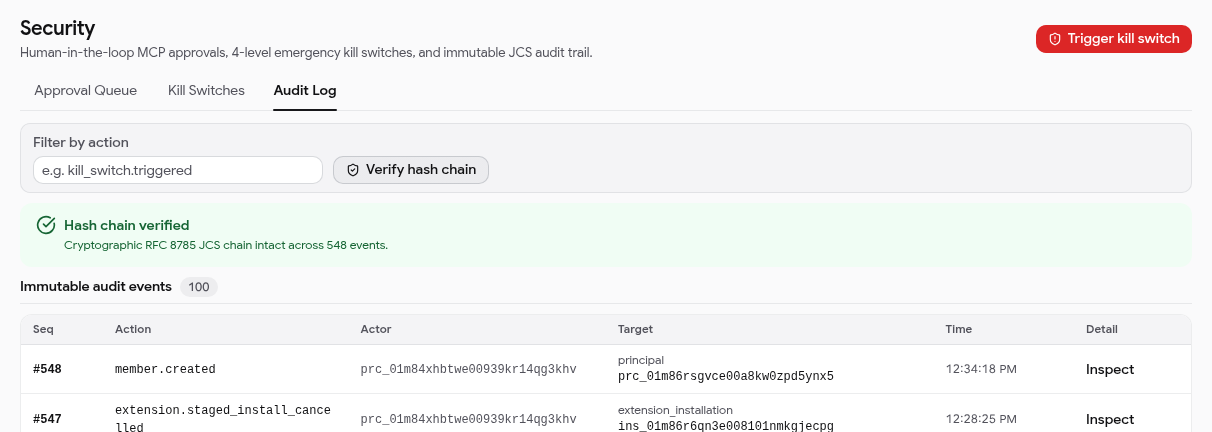 Security
Human-in-the-loop MCP approvals, 4-level emergency kill switches, and immutable JCS audit trail.
Trigger kill switch
Approval Queue Kill Switches Audit Log
Filter by action
e.g. kill_switch.triggered Verify hash chain
Hash chain verified
Cryptographic RFC 8785 JCS chain intact across 548 events.
Immutable audit events 100
Seq Action Actor Target Time Detail
principal
#548 member.created prc_01m84xhbtwe00939kr14qg3khv prc_01m86rsgvce00a8kw0zpd5ynx5 12:34:18 PM Inspect
extension.staged_install_cance extension_installation
#547 lled prc_01m84xhbtwe00939kr14qg3khv ins_01m86r6qn3e008101nmkgjecpg 12:28:25 PM Inspect